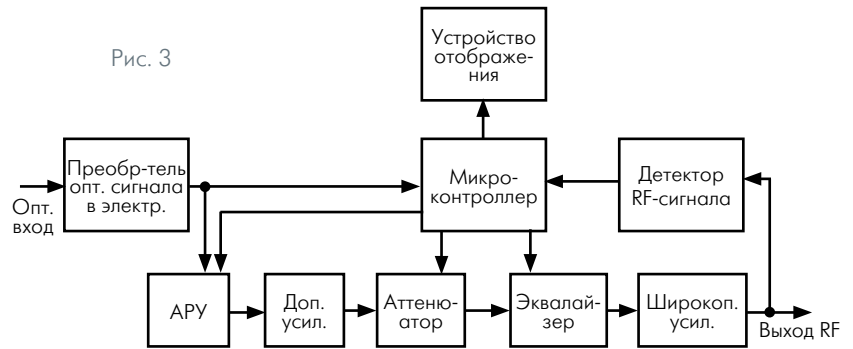 Рис. 3
Устройство
отображе-
ния
Преобр-тель
опт. сигнала
в электр.
Микро-
контроллер
Детектор
RF-сигнала
Опт.
вход
АРУ
Доп.
усил.
Аттеню-
атор
Эквалай-
зер
Широкоп.
усил.
Выход RF